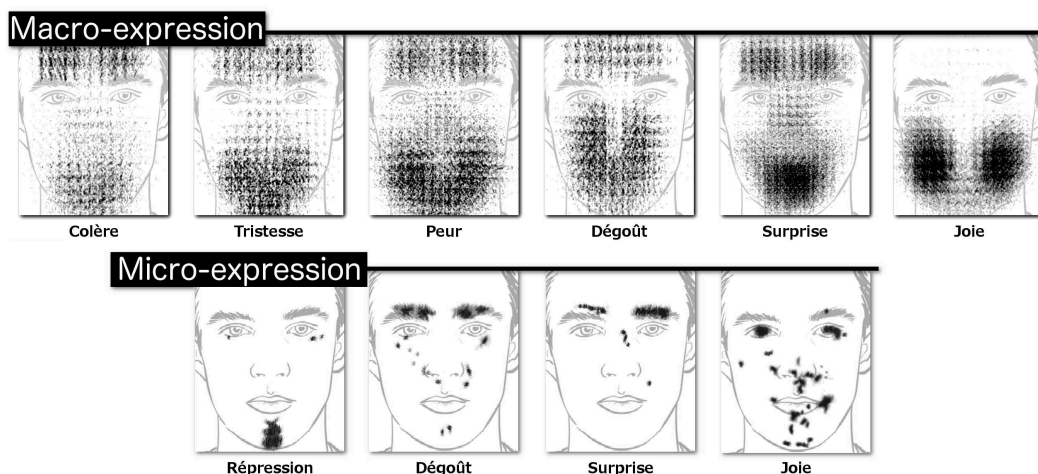 Macro-expression
Colère Tristesse Peur Dégoût Surprise Joie
Micro-expression
Répression Dégoût Surprise Joie